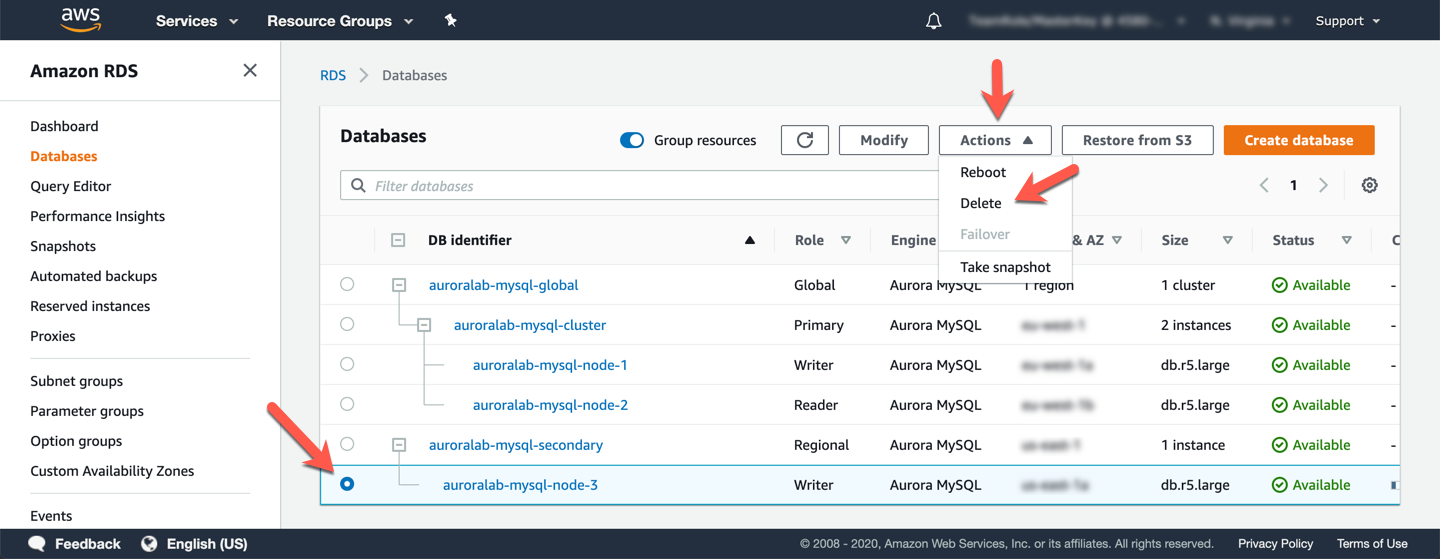 aws Services Resource Groups Support
Amazon RDS
RDS Databases
Dashboard
Databases
Query Editor
Performance Insights
Snapshots
Automated backups
Reserved instances
Proxies
Subnet groups
Parameter groups
Option groups
Custom Availability Zones
Events
Databases Group resources Modify Actions Restore from S3 Create database
Reboot
Delete
Failover
Take snapshot
Filter databases 1
DB identifier Role Engine & AZ Size Status C
auroralab-mysql-global Global Aurora MySQL 1 region 1 cluster Available -
auroralab-mysql-cluster Primary Aurora MySQL 2 instances Available -
auroralab-mysql-node-1 Writer Aurora MySQL db.r5.large Available -
auroralab-mysql-node-2 Reader Aurora MySQL db.r5.large Available -
auroralab-mysql-secondary Regional Aurora MySQL 1 instance Available -
auroralab-mysql-node-3 Writer Aurora MySQL db.r5.large Available
Feedback English (US) © 2008 - 2020, Amazon Web Services, Inc. or its affiliates. All rights reserved. Privacy Policy Terms of Use